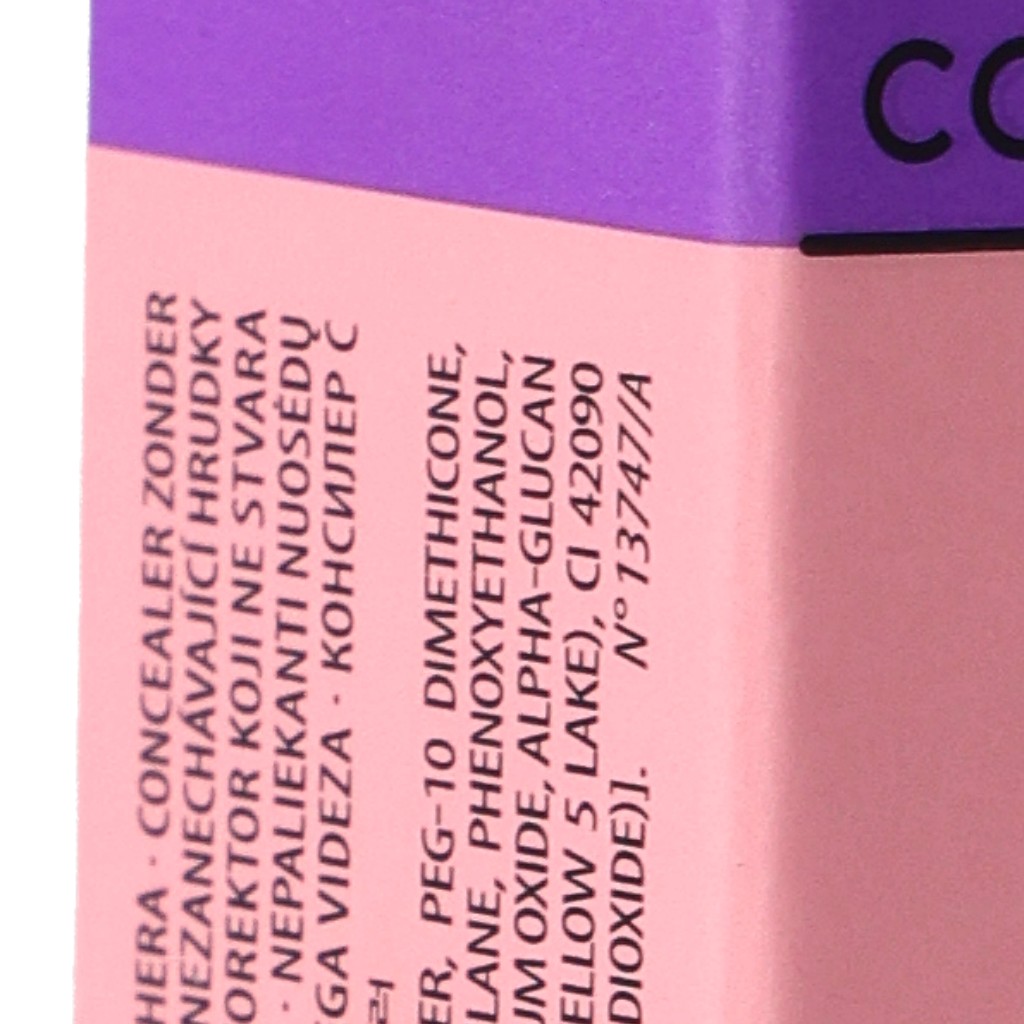 HERA · CONCEALER ZONDER
NEZANECHÁVAJÍCÍ HRUDKY
OREKTOR KOJI NE STVARA
· NEPALIEKANTI NUOSĖDŲ
GA VIDEZA · КОНСИЛЕР С
러
ER, PEG-10 DIMETHICONE,
LANE, PHENOXYETHANOL,
UM OXIDE, ALPHA-GLUCAN
ELLOW 5 LAKE), CI 42090
DIOXIDE)]. N° 13747/A
CO